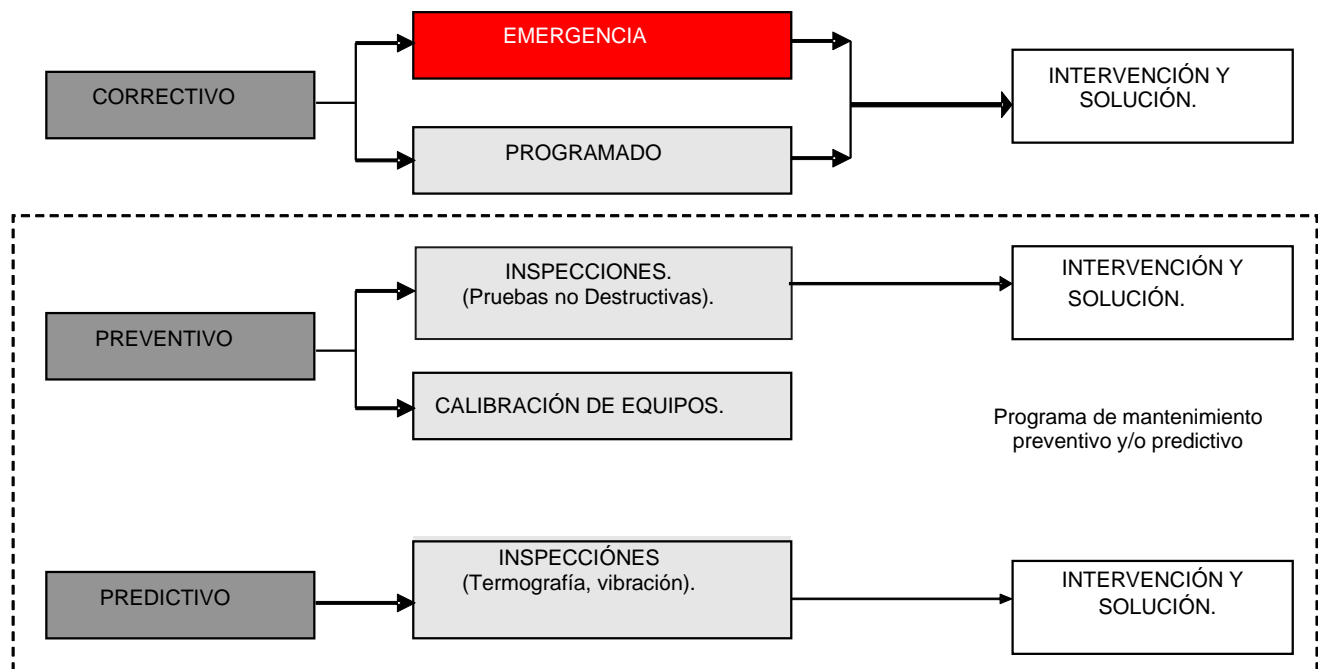 EMERGENCIA
CORRECTIVO
INTERVENCIÓN Y
SOLUCIÓN.
PROGRAMADO
INSPECCIONES.
(Pruebas no Destructivas).
INTERVENCIÓN Y
SOLUCIÓN.
PREVENTIVO
CALIBRACIÓN DE EQUIPOS.
Programa de mantenimiento
preventivo y/o predictivo
INSPECCIÓNES
(Termografía, vibración).
PREDICTIVO
INTERVENCIÓN Y
SOLUCIÓN.